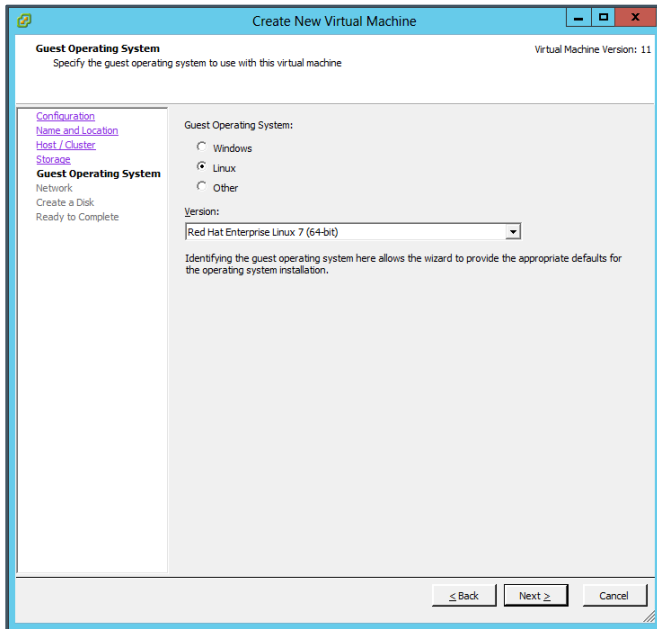 Create New Virtual Machine
Guest Operating System
Specify the guest operating system to use with this virtual machine
Virtual Machine Version: 11
Configuration
Name and Location
Host / Cluster
Storage
Guest Operating System
Network
Create a Disk
Ready to Complete
Guest Operating System:
Windows
Linux
Other
Version:
Red Hat Enterprise Linux 7 (64-bit)
Identifying the guest operating system here allows the wizard to provide the appropriate defaults for
the operating system installation.
< Back
Next >
Cancel